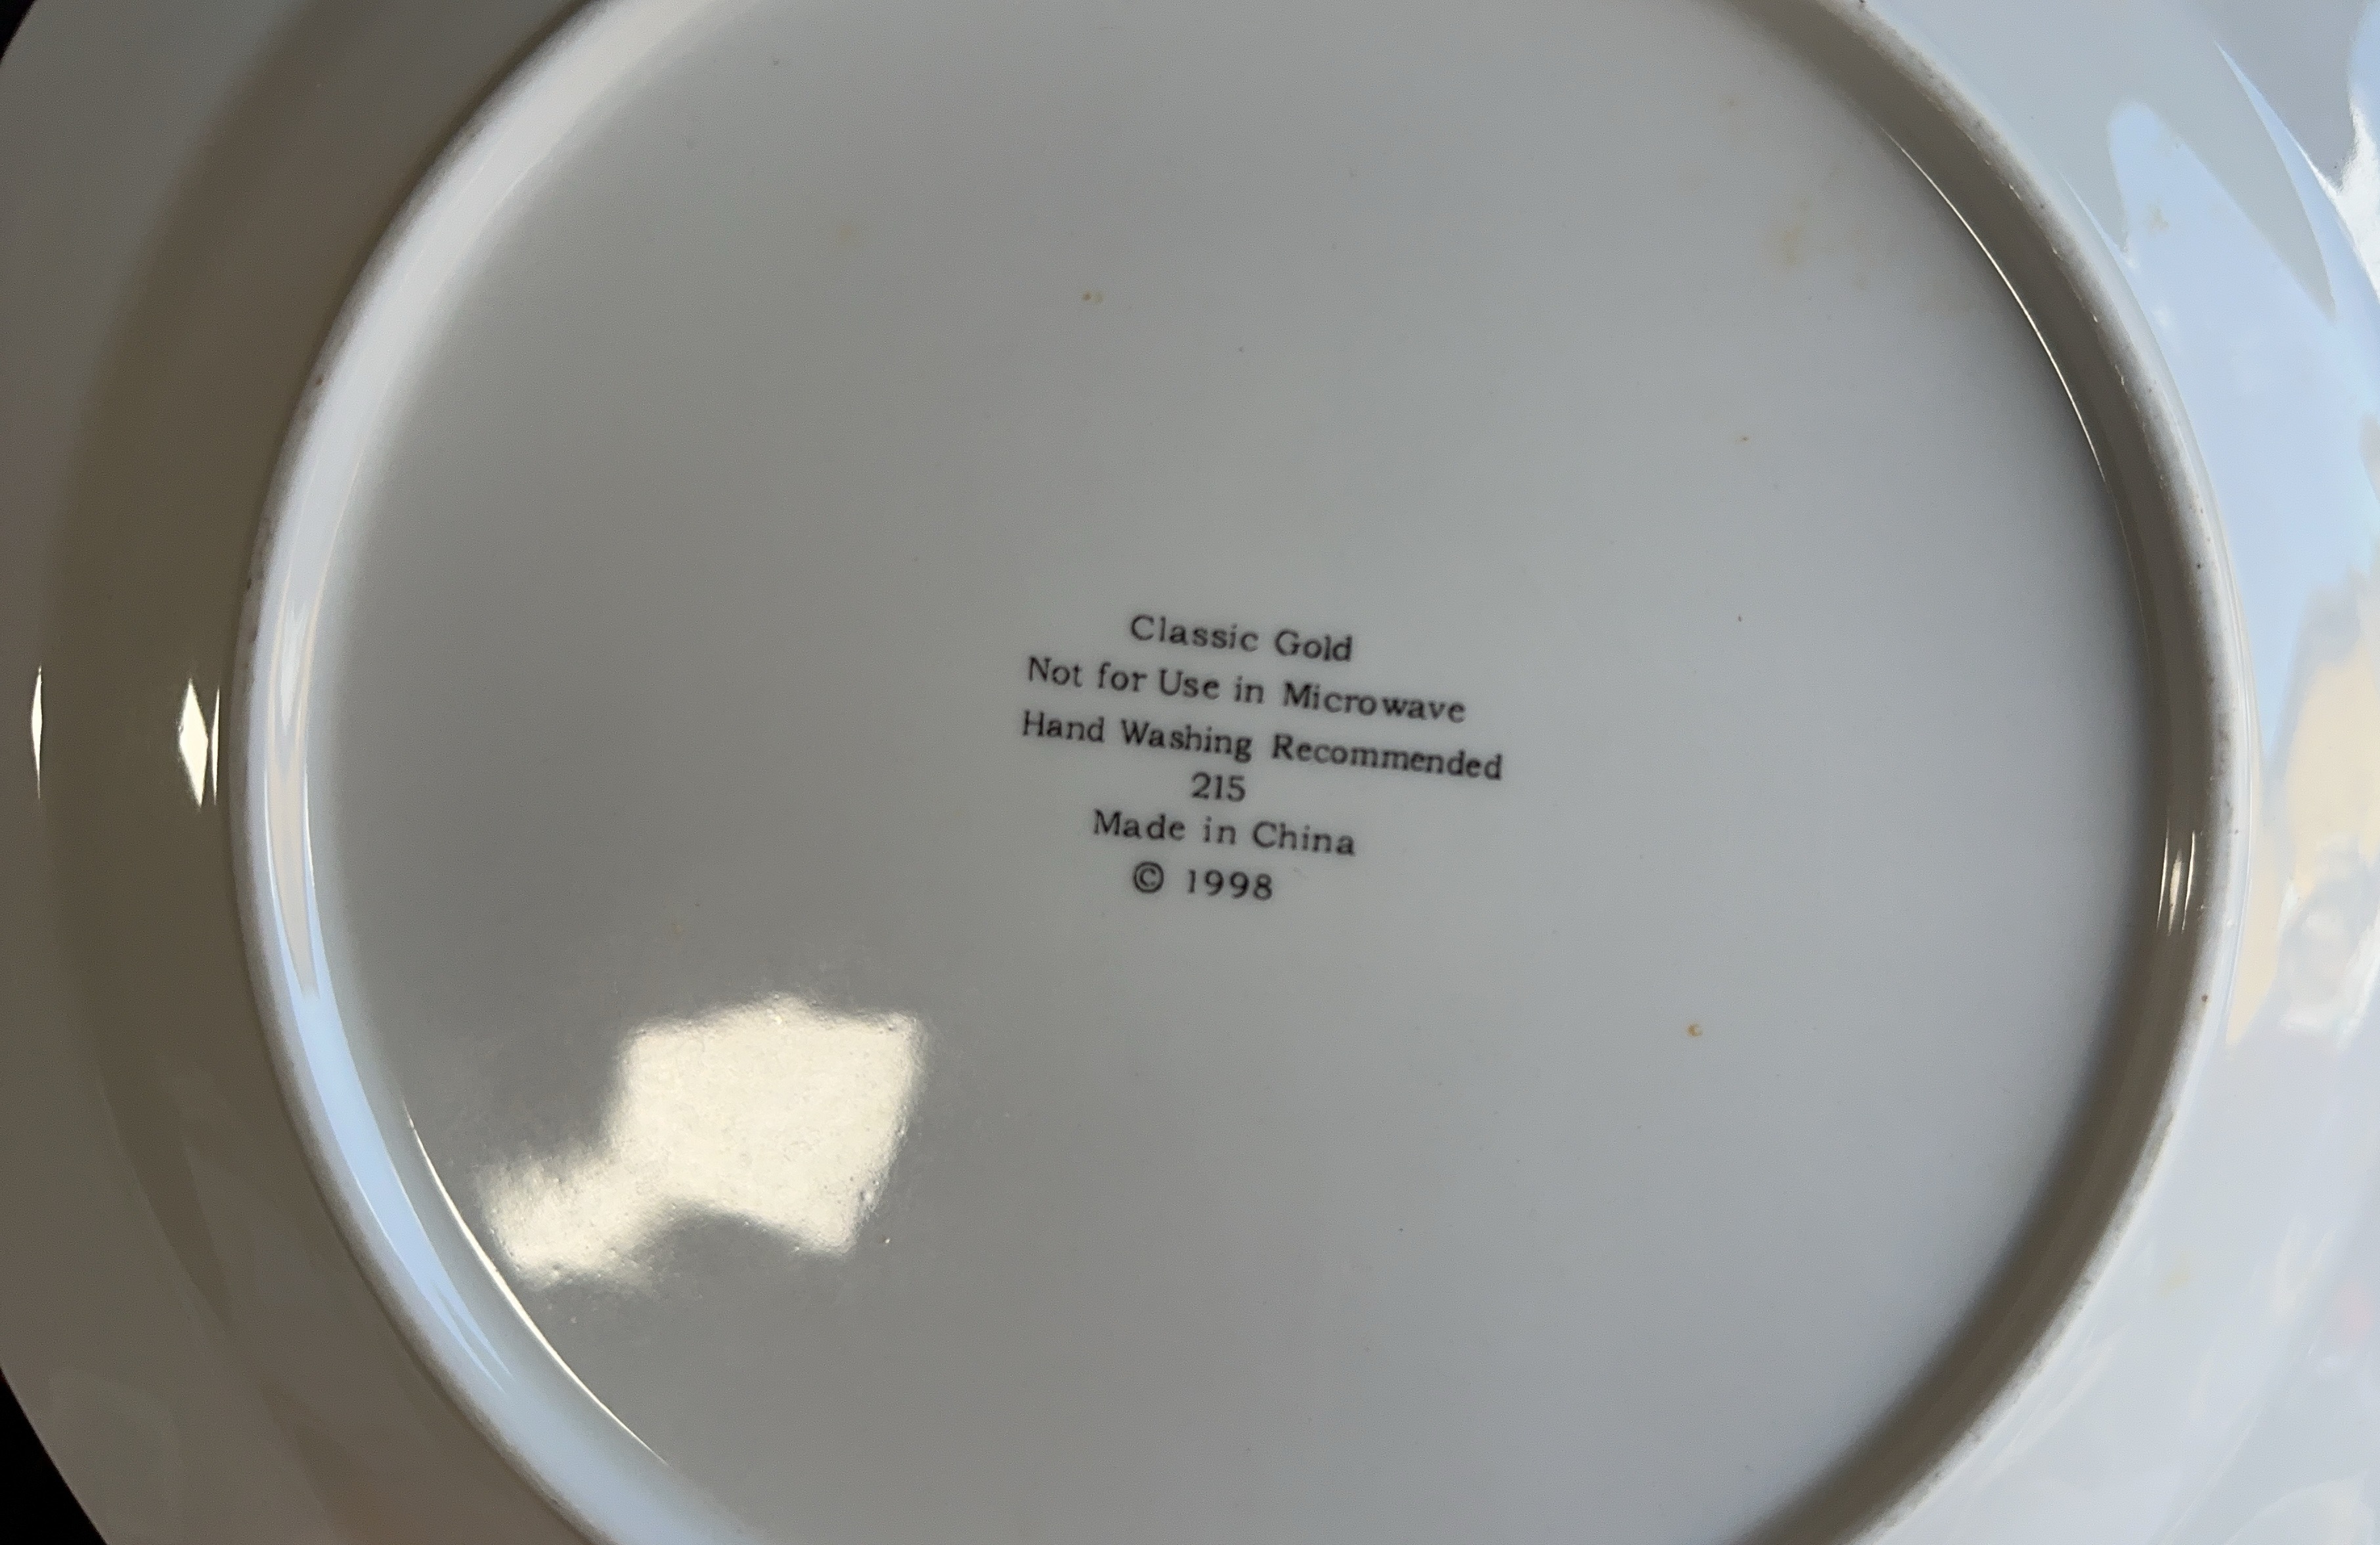 Classic Gold
Not for Use in Microwave
Hand Washing Recommended
215
Made in China
© 1998